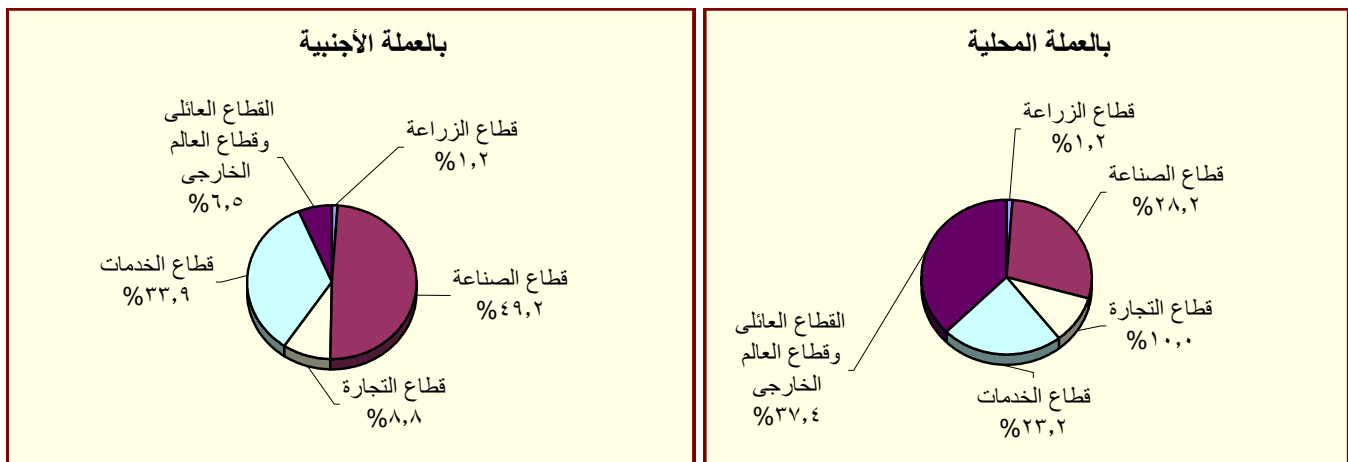 بالعملة المحلية
قطاع الزراعة
%١,٢
قطاع الصناعة
%٢٨,٢
قطاع التجارة
%١٠,٠
قطاع الخدمات
%٢٣,٢
القطاع العائلى
وقطاع العالم
الخارجى
%٣٧,٤
بالعملة الأجنبية
قطاع الزراعة
%١,٢
قطاع الصناعة
%٤٩,٢
قطاع التجارة
%٨,٨
قطاع الخدمات
%٣٣,٩
القطاع العائلى
وقطاع العالم
الخارجى
%٦,٥